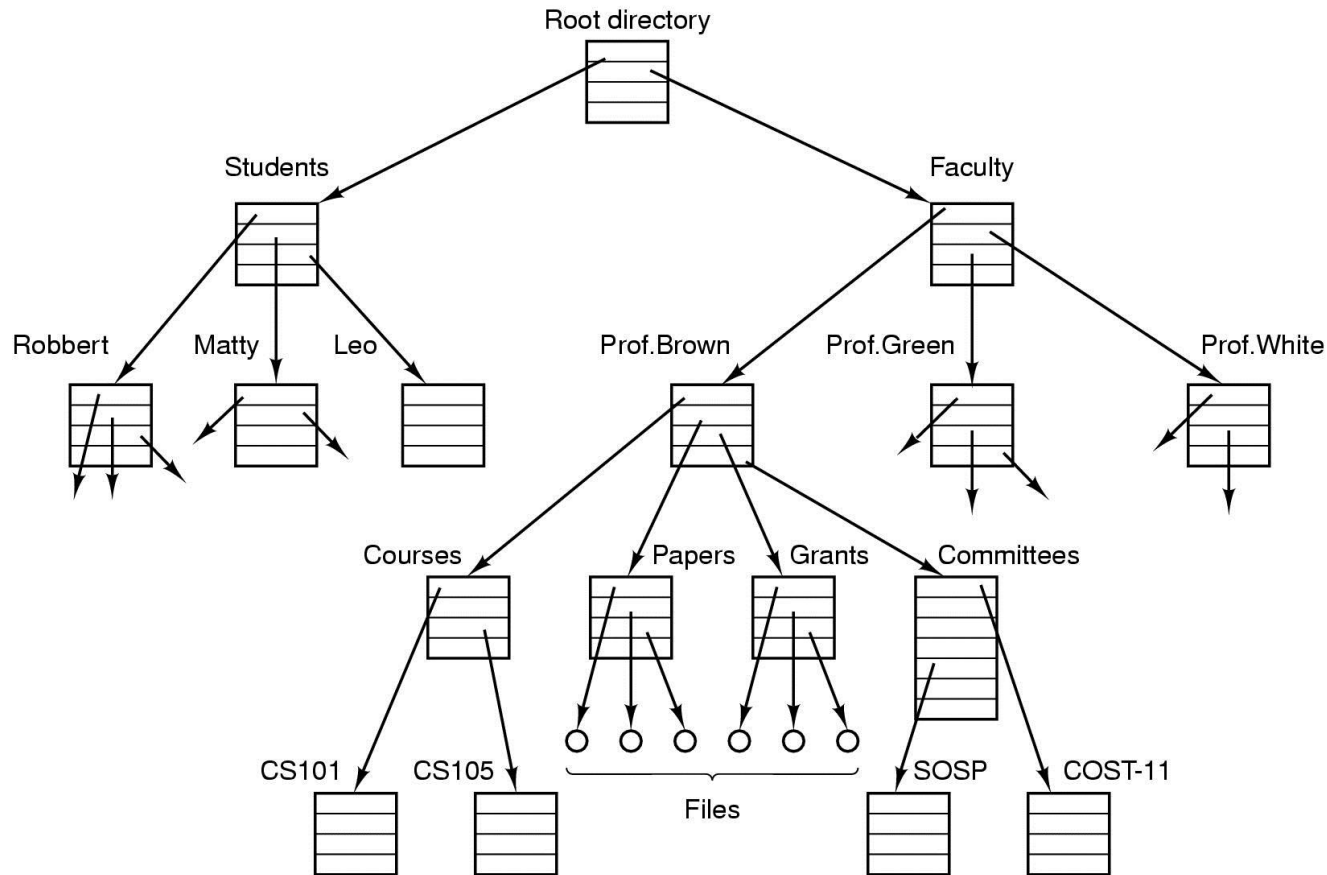 Root directory
Students
Faculty
Robbert
Matty
Leo
Prof.Brown
Prof.Green
Prof.White
Courses
Papers
Grants
Committees
CS101
CS105
SOSP
COST-11
Files